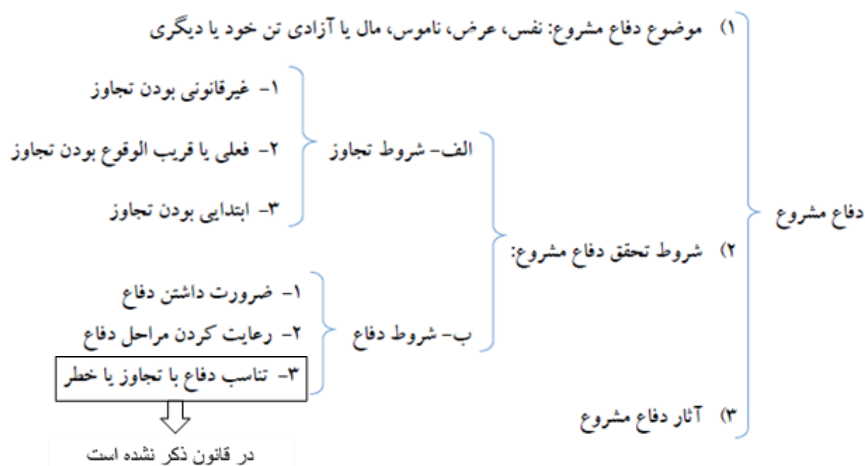 دفاع مشروع
۱) موضوع دفاع مشروع: نفس، عرض، ناموس، مال یا آزادی تن خود یا دیگری
۲) شروط تحقق دفاع مشروع:
الف- شروط تجاوز
۱- غیرقانونی بودن تجاوز
۲- فعلی یا قریب الوقوع بودن تجاوز
۳- ابتدایی بودن تجاوز
ب- شروط دفاع
۱- ضرورت داشتن دفاع
۲- رعایت کردن مراحل دفاع
۳- تناسب دفاع با تجاوز یا خطر
در قانون ذکر نشده است
۳) آثار دفاع مشروع